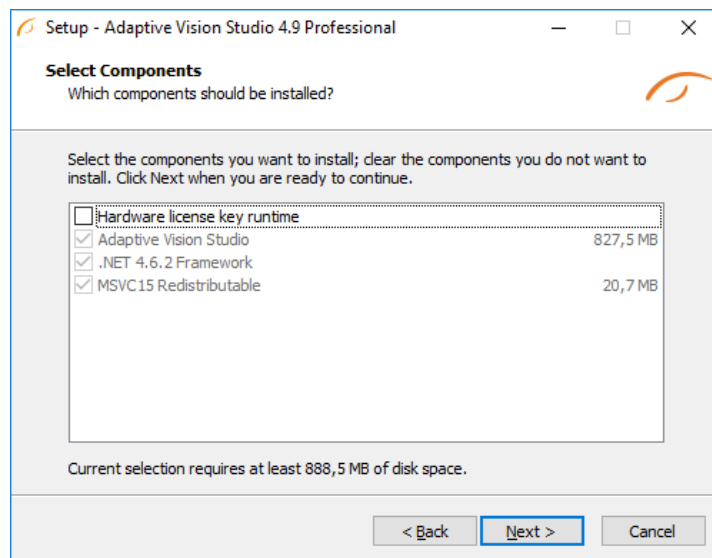 Setup - Adaptive Vision Studio 4.9 Professional
Select Components
Which components should be installed?
Select the components you want to install; clear the components you do not want to
install. Click Next when you are ready to continue.
Hardware license key runtime
Adaptive Vision Studio 827,5 MB
.NET 4.6.2 Framework
MSVC15 Redistributable 20,7 MB
Current selection requires at least 888,5 MB of disk space.
< Back Next > Cancel